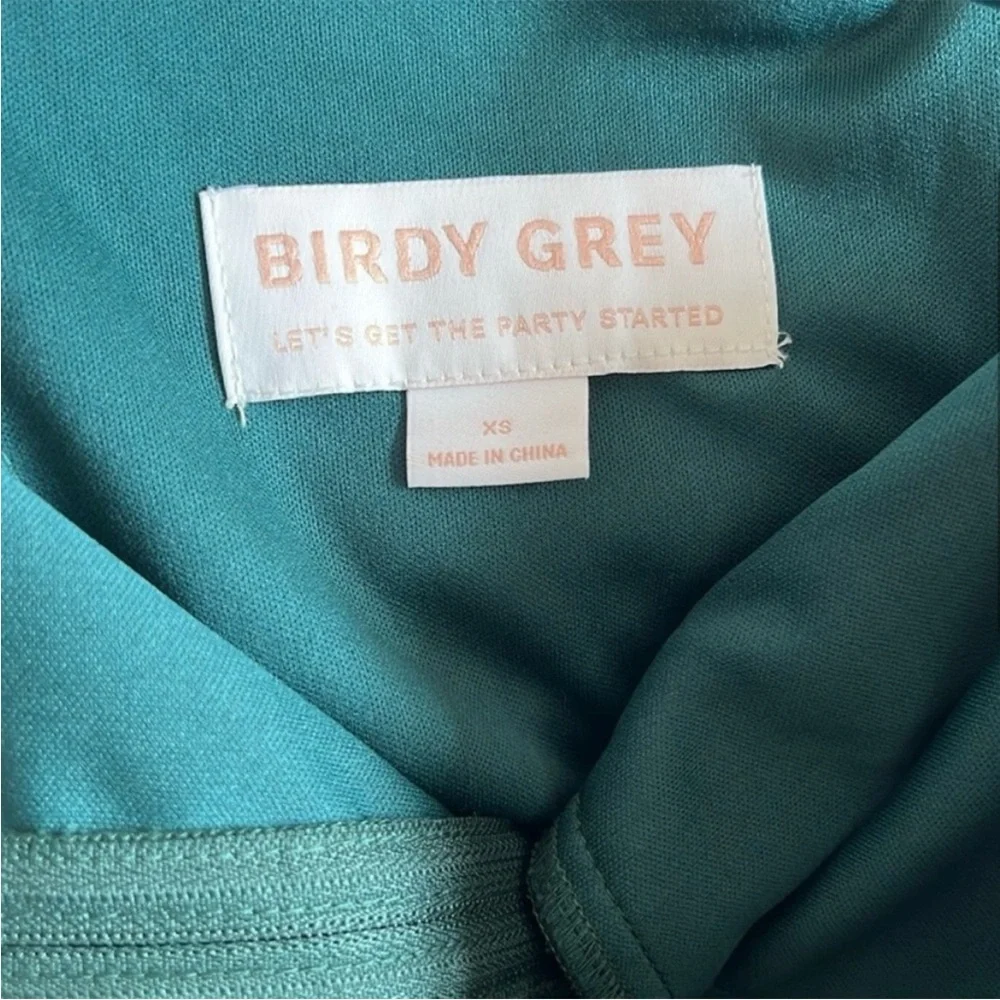 BIRDY GREY
LET'S GET THE PARTY STARTED
XS
MADE IN CHINA